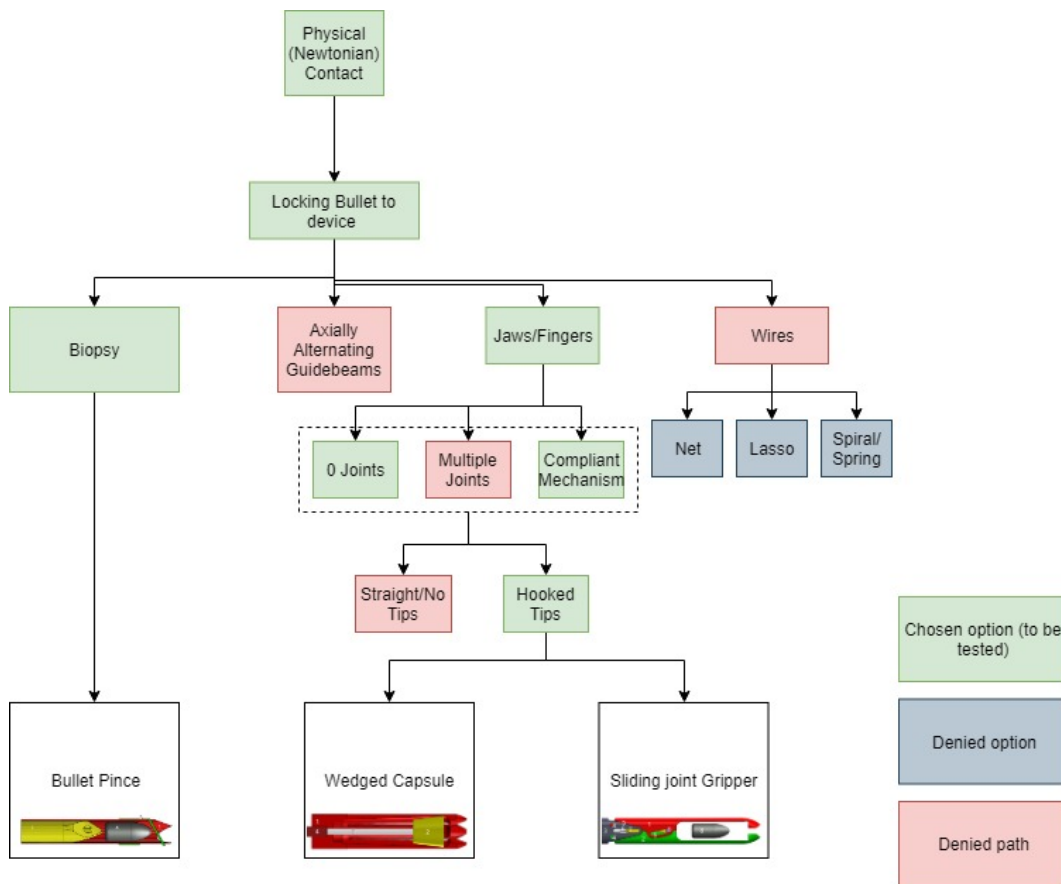 Physical
(Newtonian)
Contact
Locking Bullet to
device
Biopsy
Axially
Alternating
Guidebeams
Jaws/Fingers
Wires
0 Joints
Multiple
Joints
Compliant
Mechanism
Net
Lasso
Spiral/
Spring
Straight/No
Tips
Hooked
Tips
Chosen option (to be
tested)
Denied option
Denied path
Bullet Pince
Wedged Capsule
Sliding joint Gripper